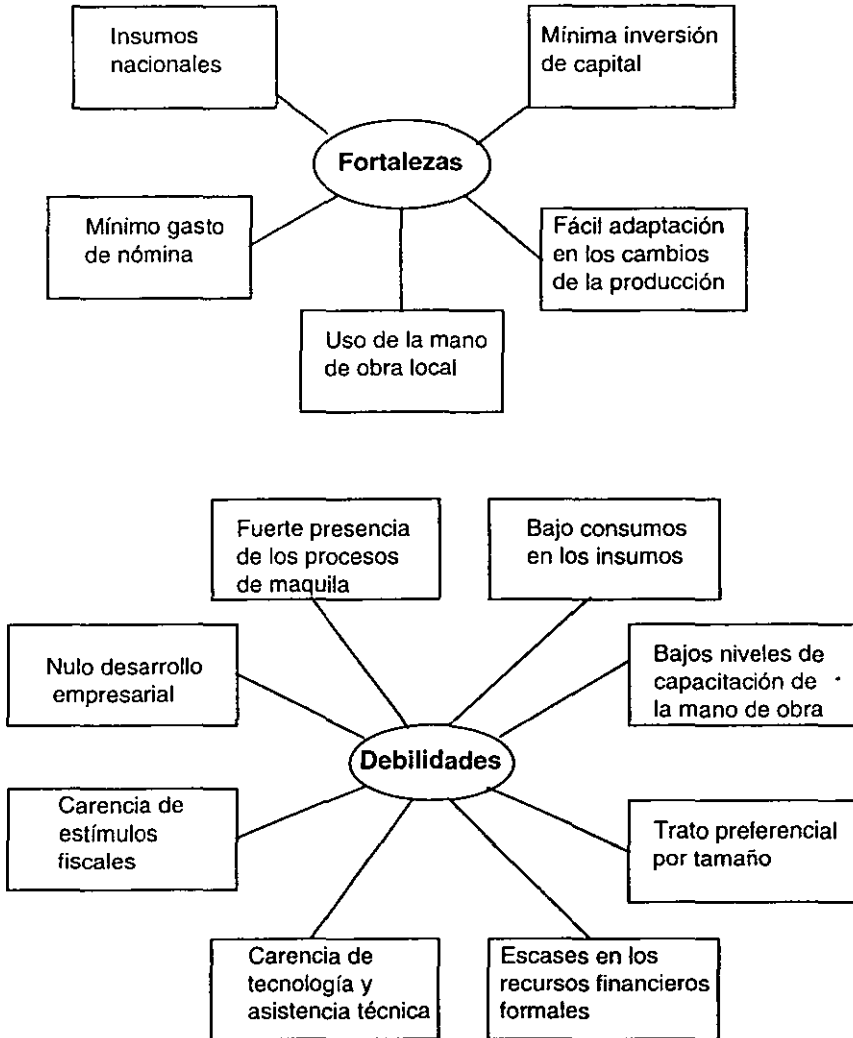 Insumos
nacionales
Mínima inversión
de capital
Fortalezas
Mínimo gasto
de nómina
Fácil adaptación
en los cambios
de la producción
Uso de la mano
de obra local
Fuerte presencia
de los procesos
de maquila
Bajo consumos
en los insumos
Nulo desarrollo
empresarial
Bajos niveles de
capacitación de
la mano de obra
Debilidades
Carencia de
estímulos
fiscales
Trato preferencial
por tamaño
Carencia de
tecnología y
asistencia técnica
Escases en los
recursos financieros
formales